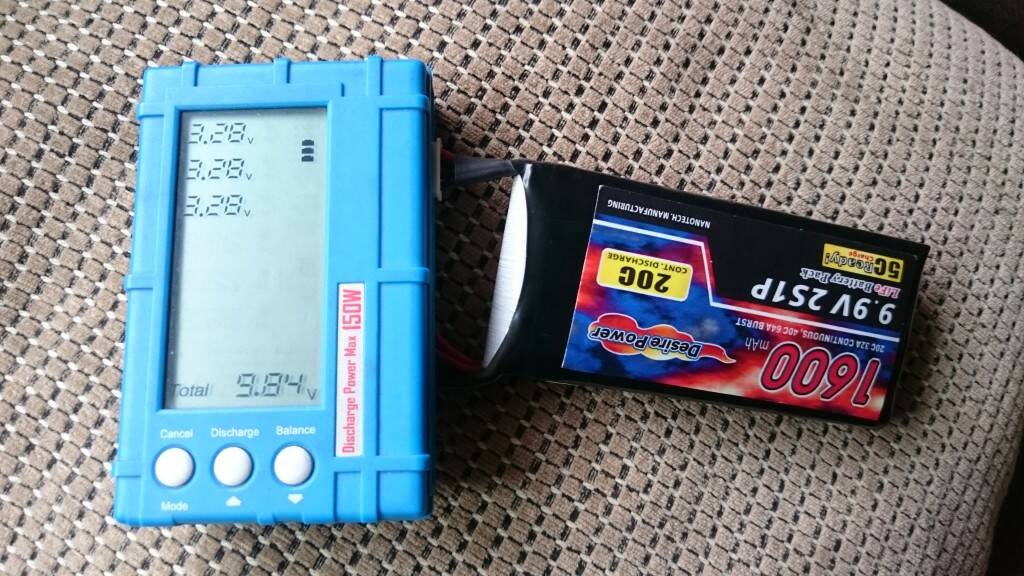 3.28v
3.28v
3.28v
Total 9.84v
Cancel Discharge Balance
Mode
Discharge Power Max 150W
1600 mAh
Desire Power
20C 32A CONTINUOUS, 40C 64A BURST
9.9V 2S1P
LiFe Battery Pack
5C Ready!
Charge
20C
CONT. DISCHARGE
NANOTECH MANUFACTURING